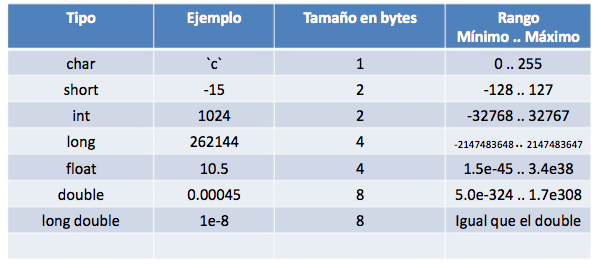 Tipo Ejemplo Tamaño en bytes Rango
Mínimo .. Máximo
char `c` 1 0 .. 255
short -15 2 -128 .. 127
int 1024 2 -32768 .. 32767
long 262144 4 -2147483648 .. 2147483647
float 10.5 4 1.5e-45 .. 3.4e38
double 0.00045 8 5.0e-324 .. 1.7e308
long double 1e-8 8 Igual que el double